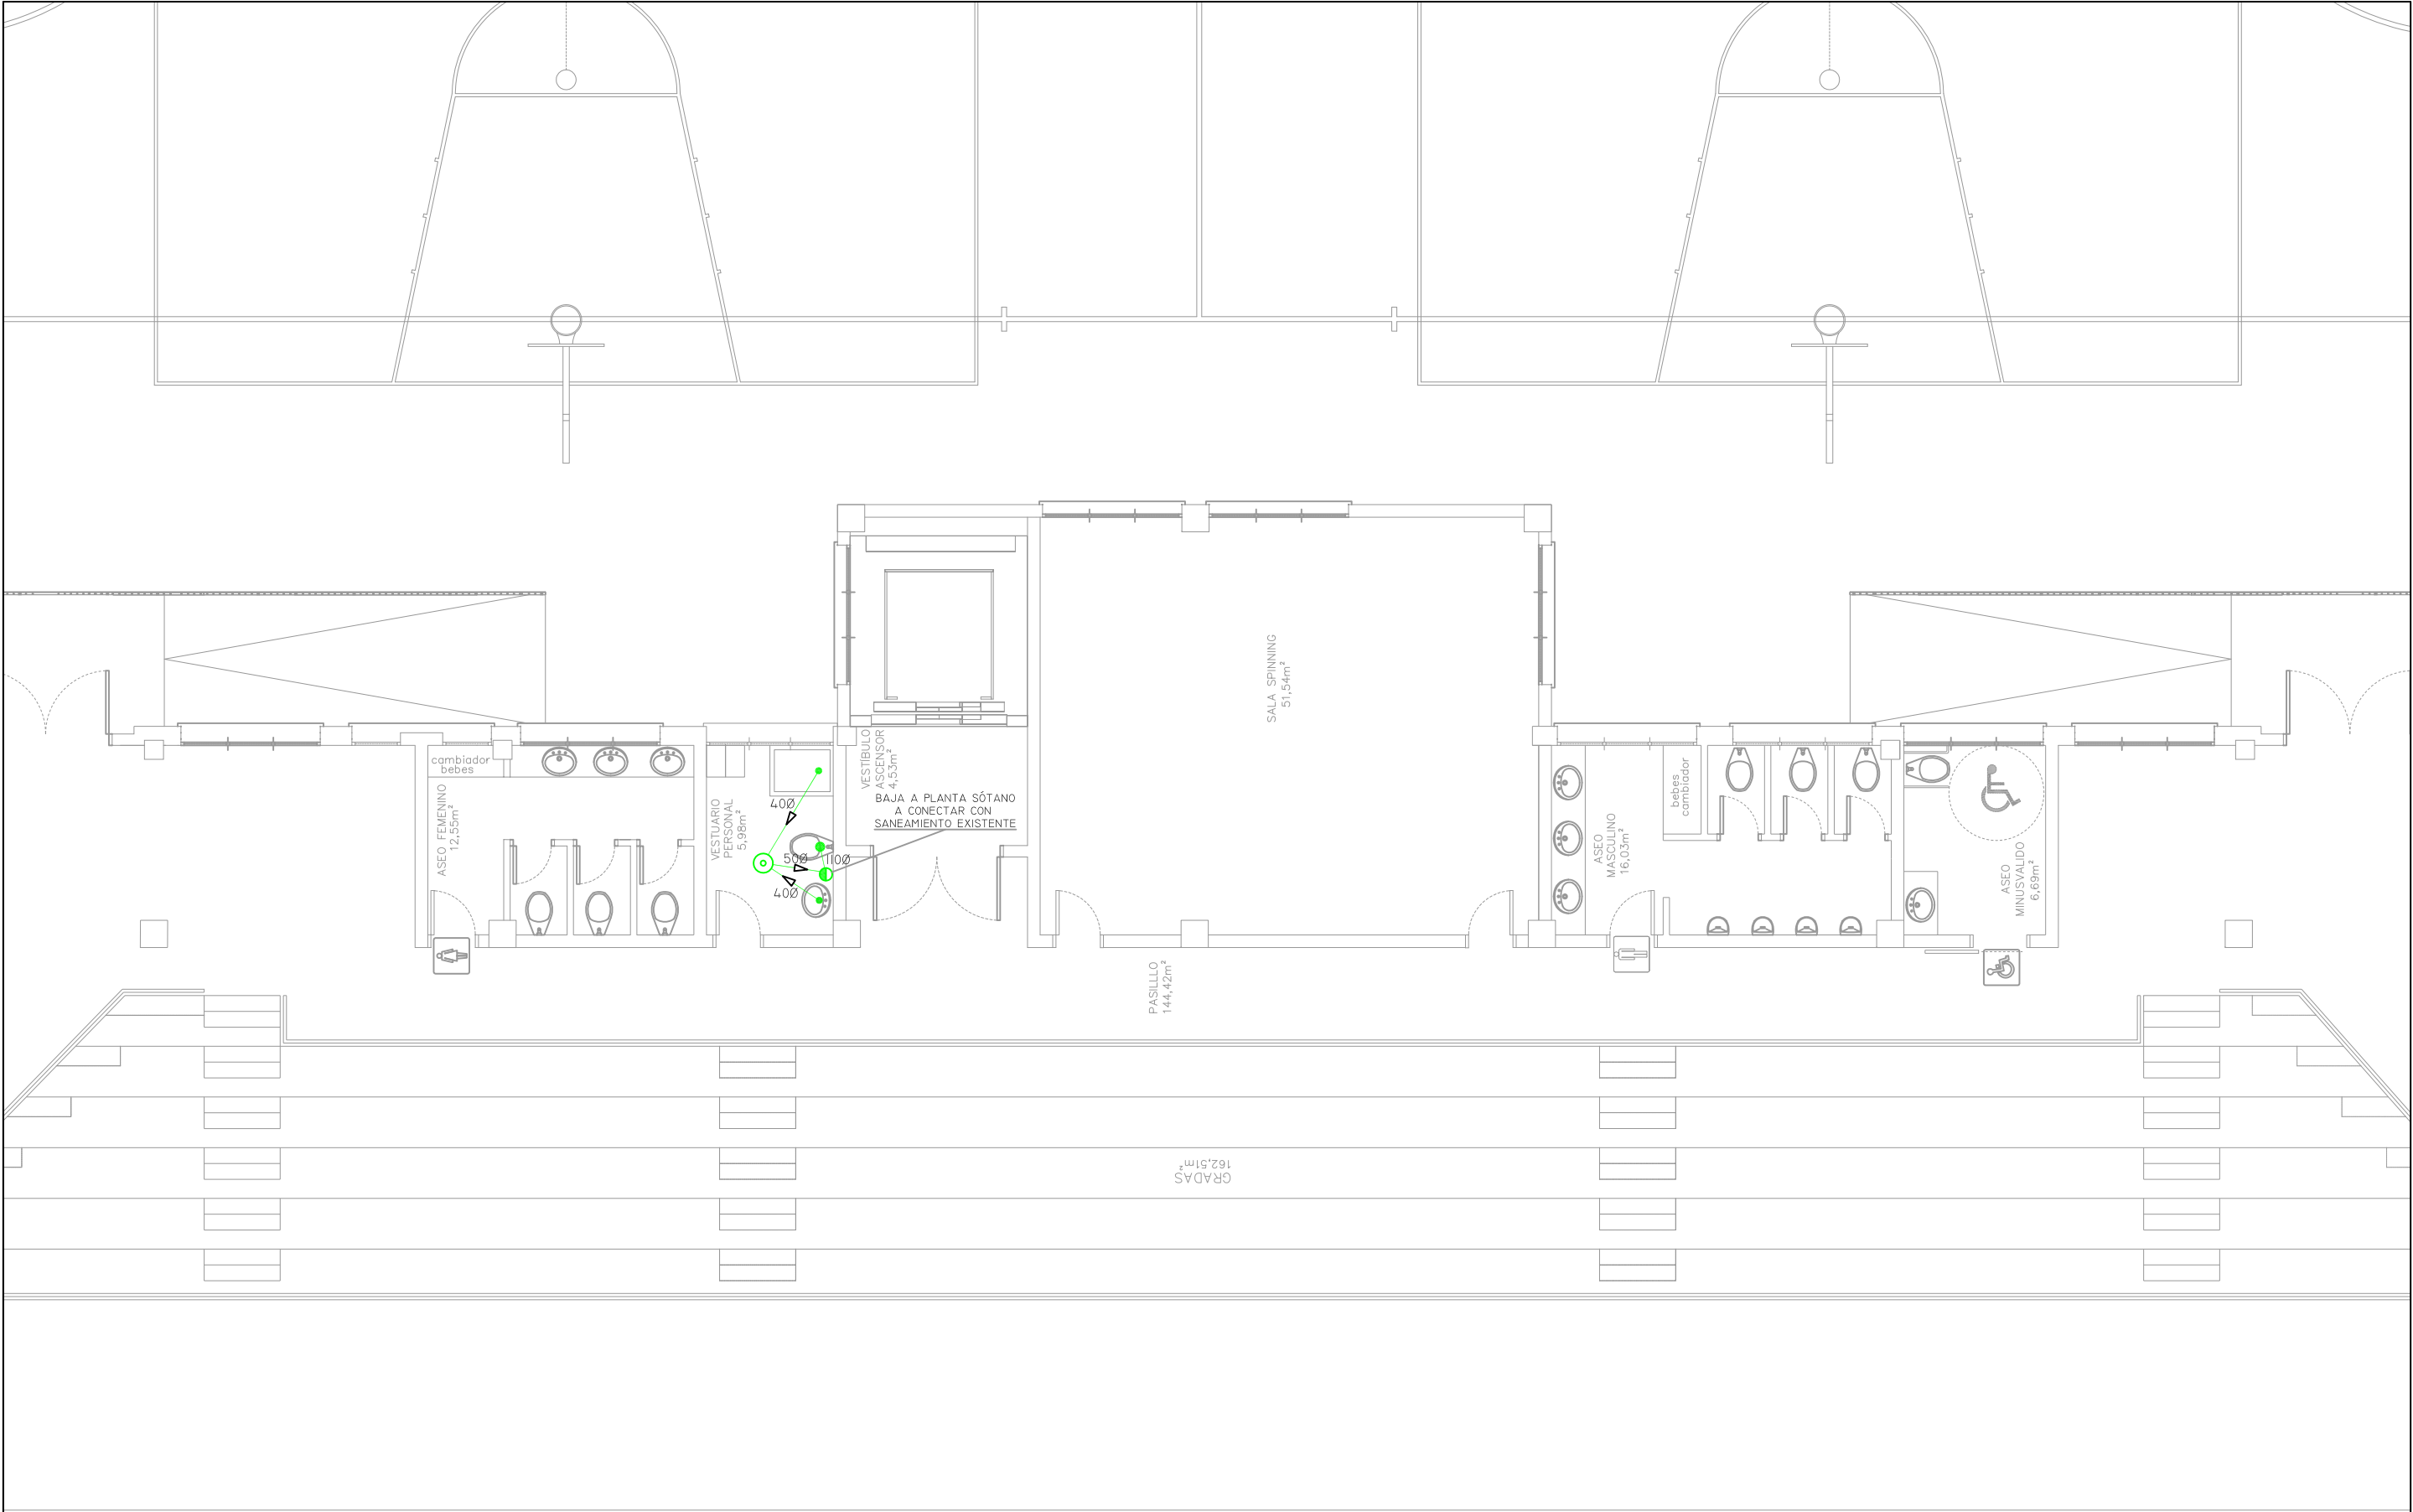 cambiador
bebes
ASEO FEMENINO
12,55m²
VESTUARIO
PERSONAL
5,98m²
40Ø
50Ø
110Ø
40Ø
VESTÍBULO
ASCENSOR
4,53m²
BAJA A PLANTA SÓTANO
A CONECTAR CON
SANEAMIENTO EXISTENTE
SALA SPINNING
51,54m²
ASEO
MASCULINO
16,03m²
bebes
cambiador
ASEO
MINUSVALIDO
6,69m²
PASILLO
144,42m²
GRADAS
162,51m²